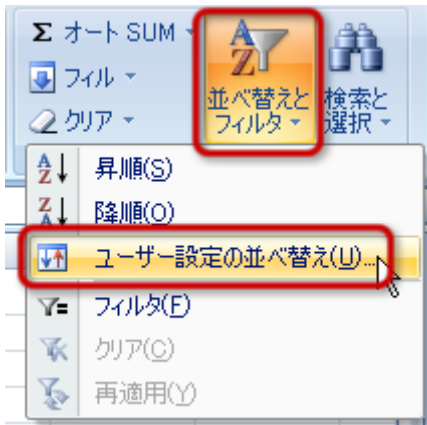 Σ オート SUM
フィル
クリア
並べ替えと
フィルタ
検索と
選択
昇順(S)
降順(O)
ユーザー設定の並べ替え(U)...
フィルタ(F)
クリア(C)
再適用(Y)